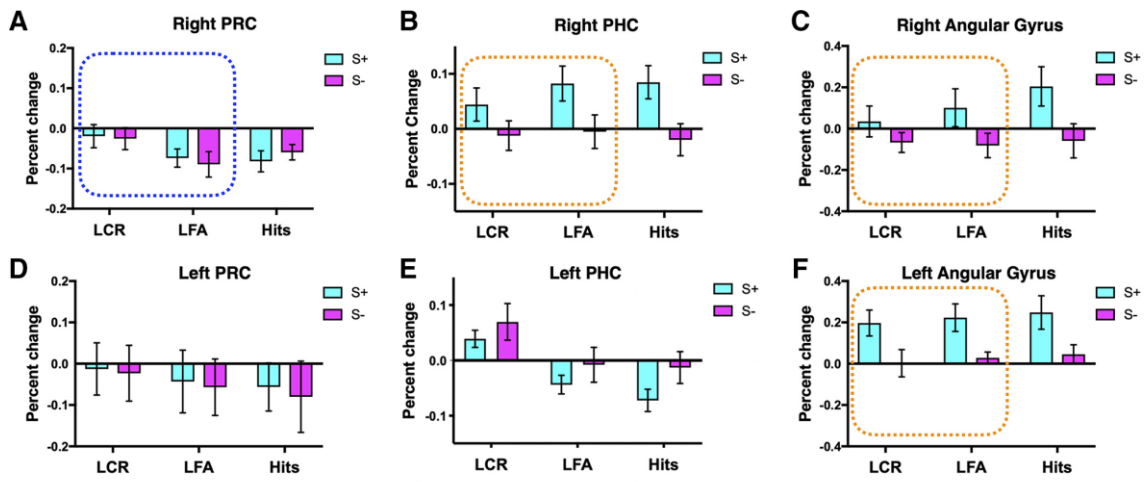 A
Right PRC
Percent change
0.2
0.1
0.0
-0.1
-0.2
S+
S-
LCR LFA Hits
B
Right PHC
Percent Change
0.1
0.0
-0.1
S+
S-
LCR LFA Hits
C
Right Angular Gyrus
Percent change
0.4
0.2
0.0
-0.2
-0.4
S+
S-
LCR LFA Hits
D
Left PRC
Percent change
0.2
0.1
0.0
-0.1
-0.2
S+
S-
LCR LFA Hits
E
Left PHC
Percent change
0.1
0.0
-0.1
S+
S-
LCR LFA Hits
F
Left Angular Gyrus
Percent change
0.4
0.2
0.0
-0.2
-0.4
S+
S-
LCR LFA Hits